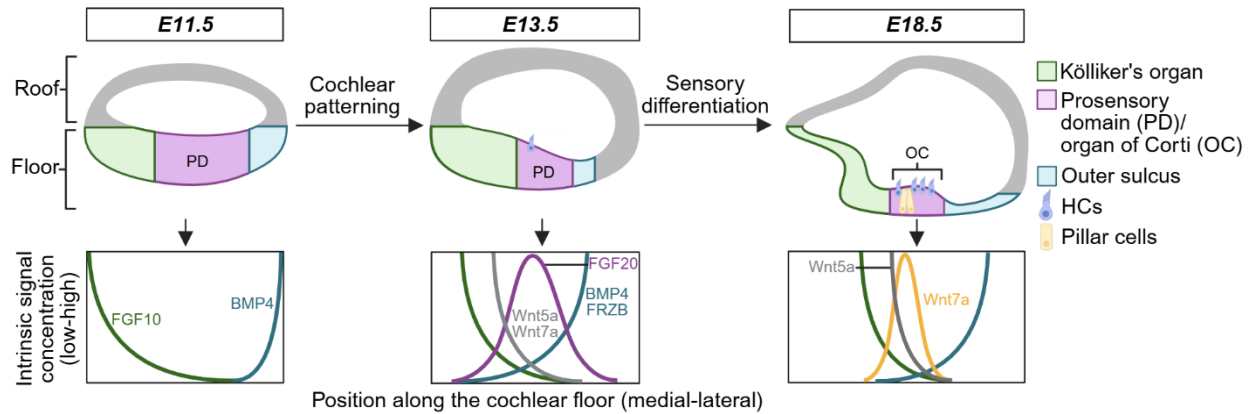 E11.5
E13.5
E18.5
Roof
Floor
Cochlear
patterning
Sensory
differentiation
PD
PD
OC
Kölliker's organ
Prosensory
domain (PD)/
organ of Corti (OC)
Outer sulcus
HCs
Pillar cells
Intrinsic signal
concentration
(low-high)
FGF10
BMP4
FGF20
BMP4
FRZB
Wnt5a
Wnt7a
Wnt5a
Wnt7a
Position along the cochlear floor (medial-lateral)